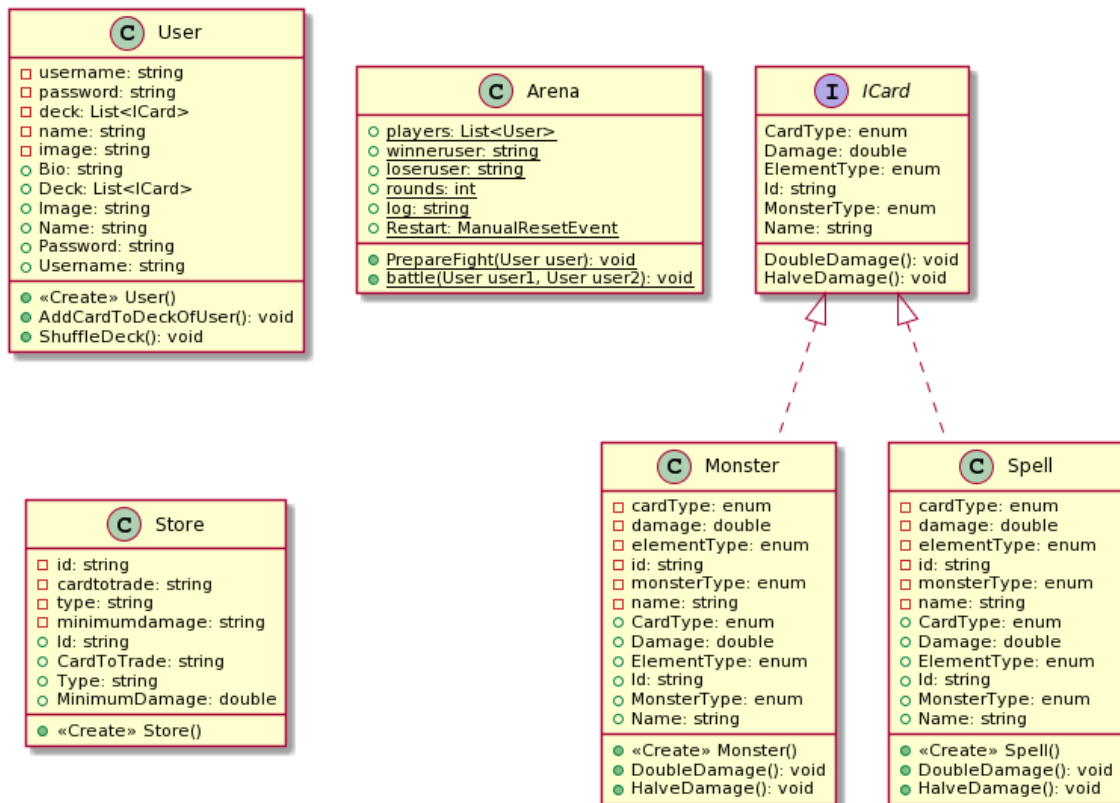 C User
username: string
password: string
deck: List<ICard>
name: string
image: string
Bio: string
Deck: List<ICard>
Image: string
Name: string
Password: string
Username: string
«Create» User()
AddCardToDeckOfUser(): void
ShuffleDeck(): void
C Arena
players: List<User>
winneruser: string
loseruser: string
rounds: int
log: string
Restart: ManualResetEvent
PrepareFight(User user): void
battle(User user1, User user2): void
I ICard
CardType: enum
Damage: double
ElementType: enum
Id: string
MonsterType: enum
Name: string
DoubleDamage(): void
HalveDamage(): void
C Store
id: string
cardtotrade: string
type: string
minimumdamage: string
Id: string
CardToTrade: string
Type: string
MinimumDamage: double
«Create» Store()
C Monster
cardType: enum
damage: double
elementType: enum
id: string
monsterType: enum
name: string
CardType: enum
Damage: double
ElementType: enum
Id: string
MonsterType: enum
Name: string
«Create» Monster()
DoubleDamage(): void
HalveDamage(): void
C Spell
cardType: enum
damage: double
elementType: enum
id: string
monsterType: enum
name: string
CardType: enum
Damage: double
ElementType: enum
Id: string
MonsterType: enum
Name: string
«Create» Spell()
DoubleDamage(): void
HalveDamage(): void